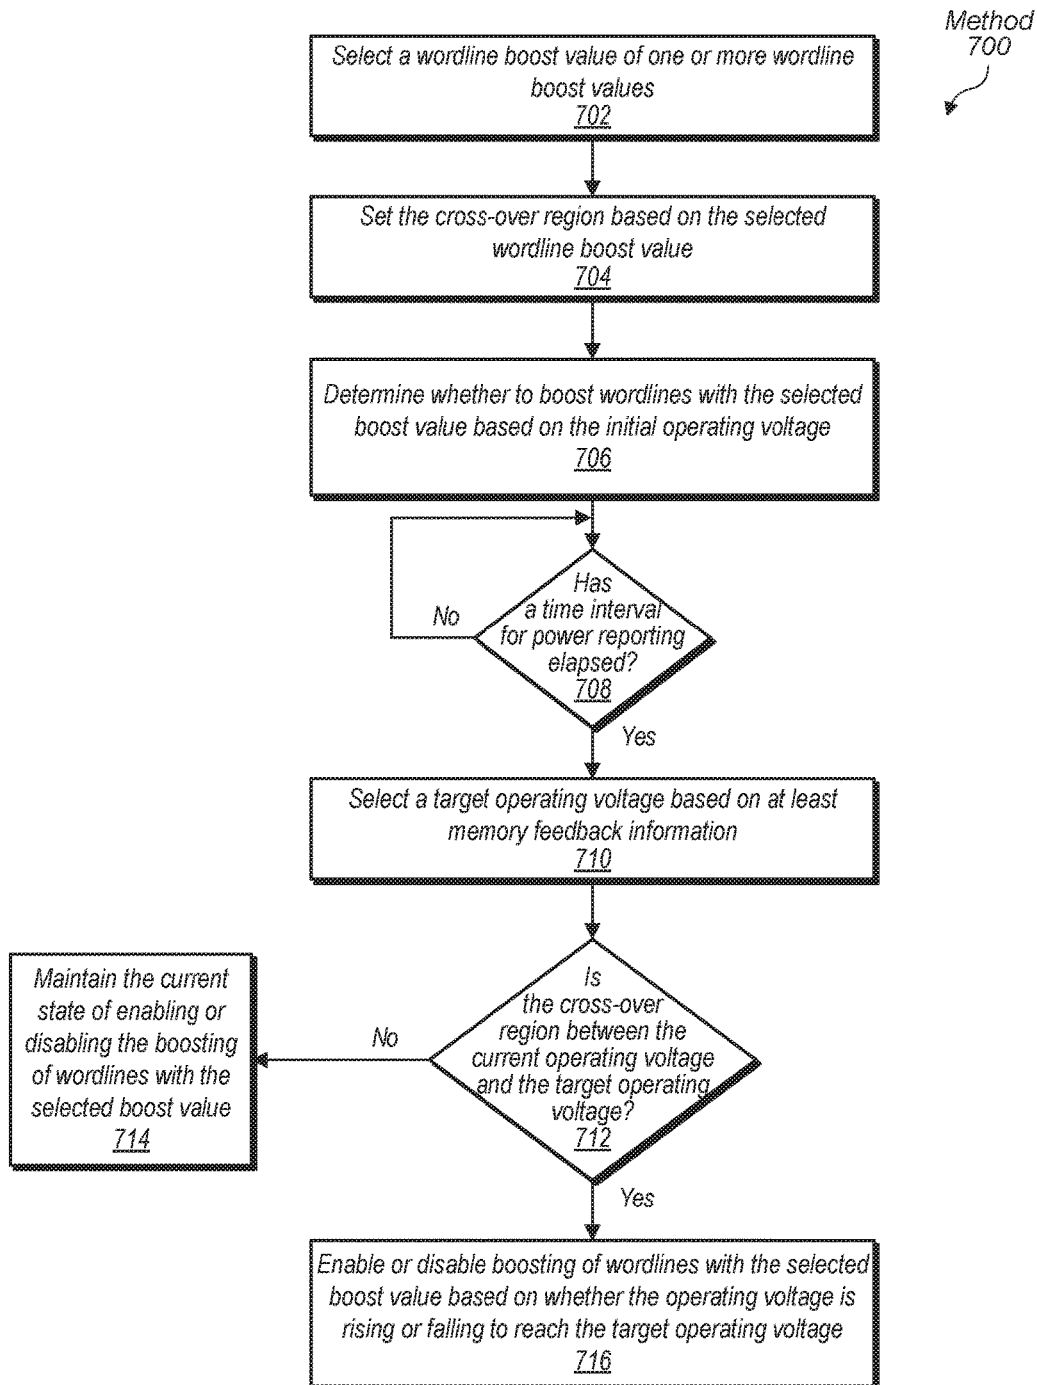 Method
700
Select a wordline boost value of one or more wordline
boost values
702
Set the cross-over region based on the selected
wordline boost value
704
Determine whether to boost wordlines with the selected
boost value based on the initial operating voltage
706
Has
a time interval
for power reporting
elapsed?
708
No
Yes
Select a target operating voltage based on at least
memory feedback information
710
Is
the cross-over
region between the
current operating voltage
and the target operating
voltage?
712
No
Maintain the current
state of enabling or
disabling the boosting
of wordlines with the
selected boost value
714
Yes
Enable or disable boosting of wordlines with the selected
boost value based on whether the operating voltage is
rising or falling to reach the target operating voltage
716